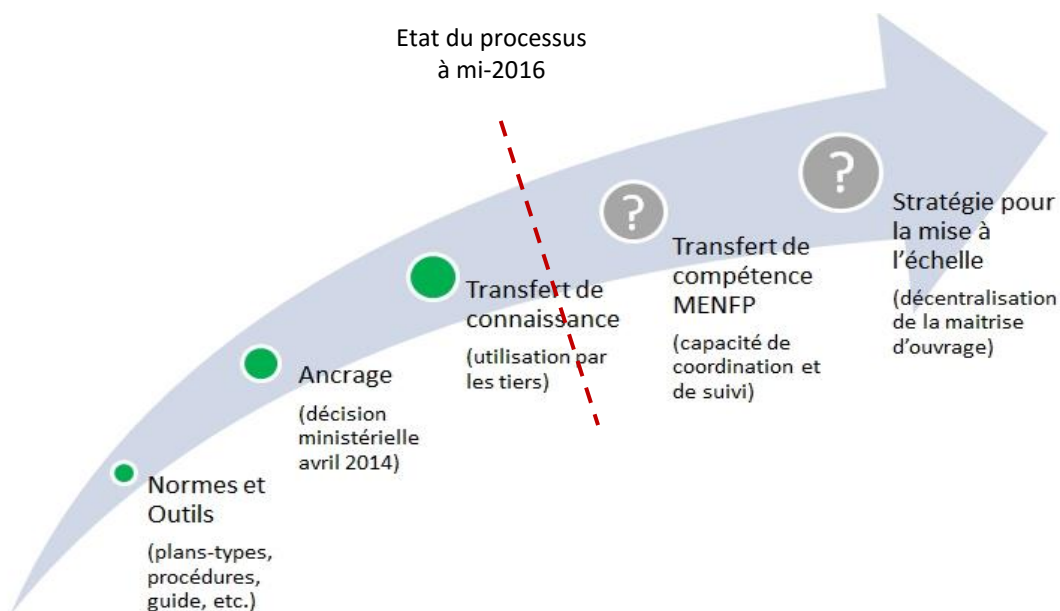 Etat du processus
à mi-2016
Normes et
Outils
(plans-types,
procédures,
guide, etc.)
Ancrage
(décision
ministérielle
avril 2014)
Transfert de
connaissance
(utilisation par
les tiers)
?
Transfert de
compétence
MENFP
(capacité de
coordination et
de suivi)
?
Stratégie pour
la mise à
l’échelle
(décentralisation
de la maitrise
d’ouvrage)